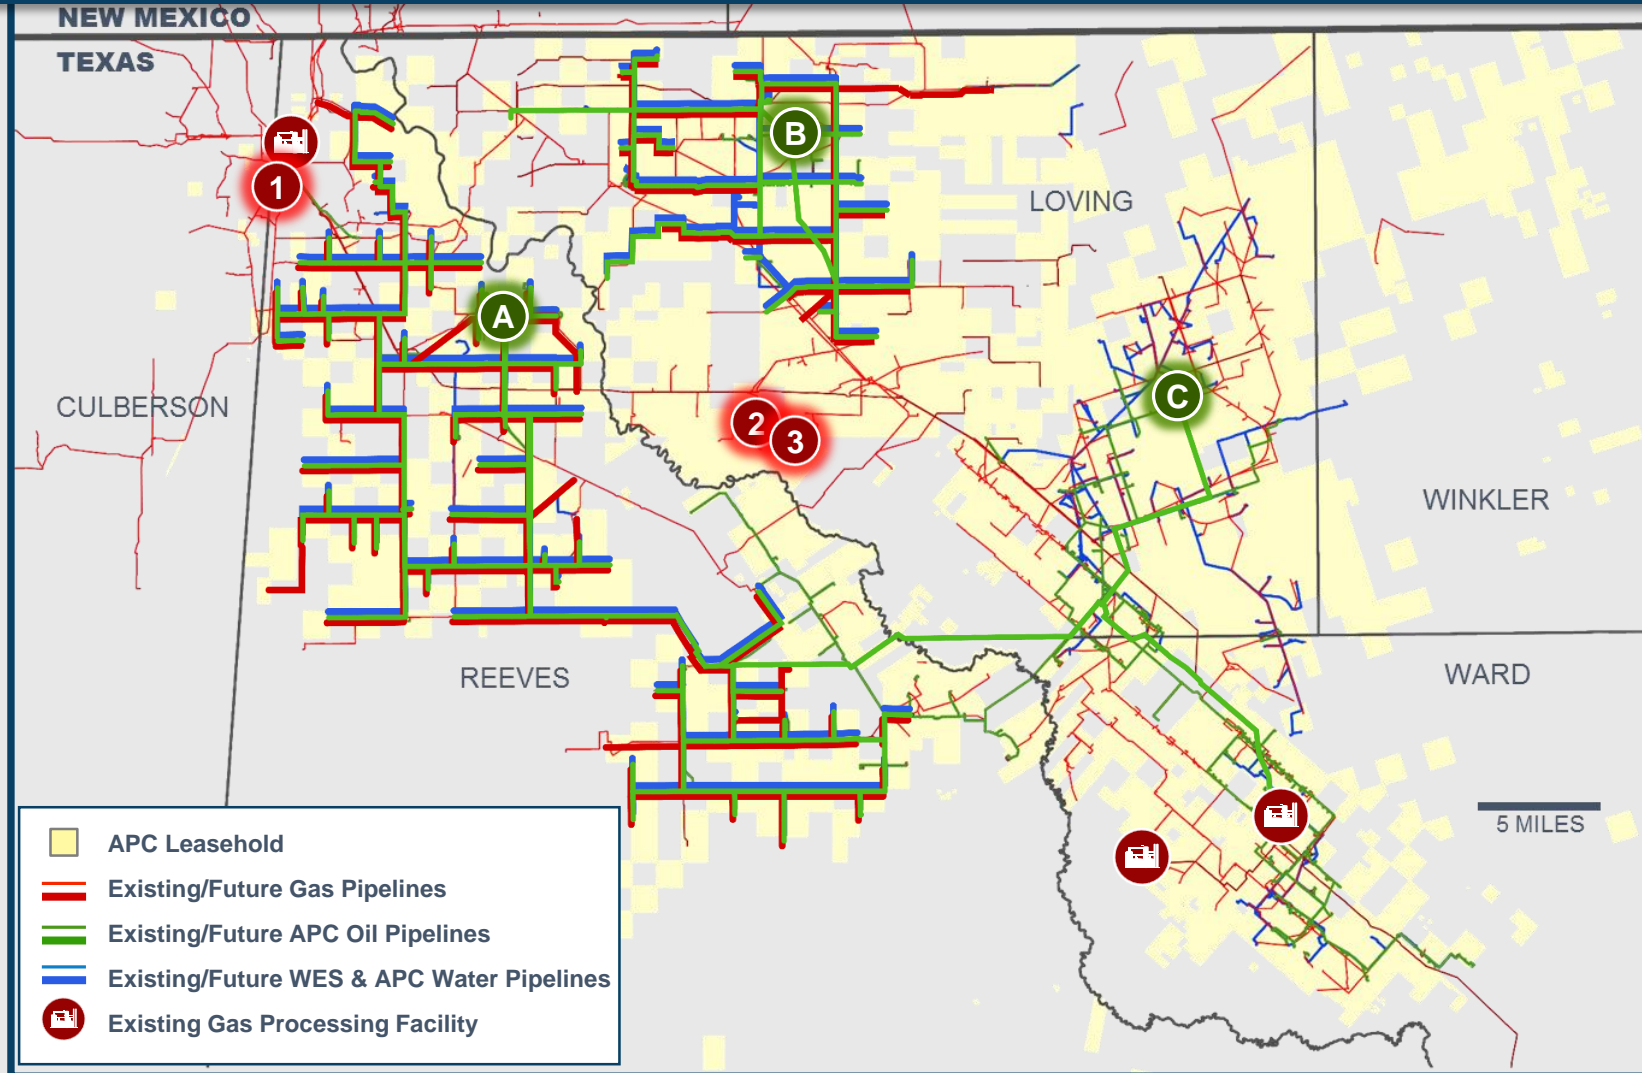 NEW MEXICO
TEXAS
B
1
LOVING
A
C
CULBERSON
2
3
WINKLER
REEVES
WARD
5 MILES
APC Leasehold
Existing/Future Gas Pipelines
Existing/Future APC Oil Pipelines
Existing/Future WES & APC Water Pipelines
Existing Gas Processing Facility